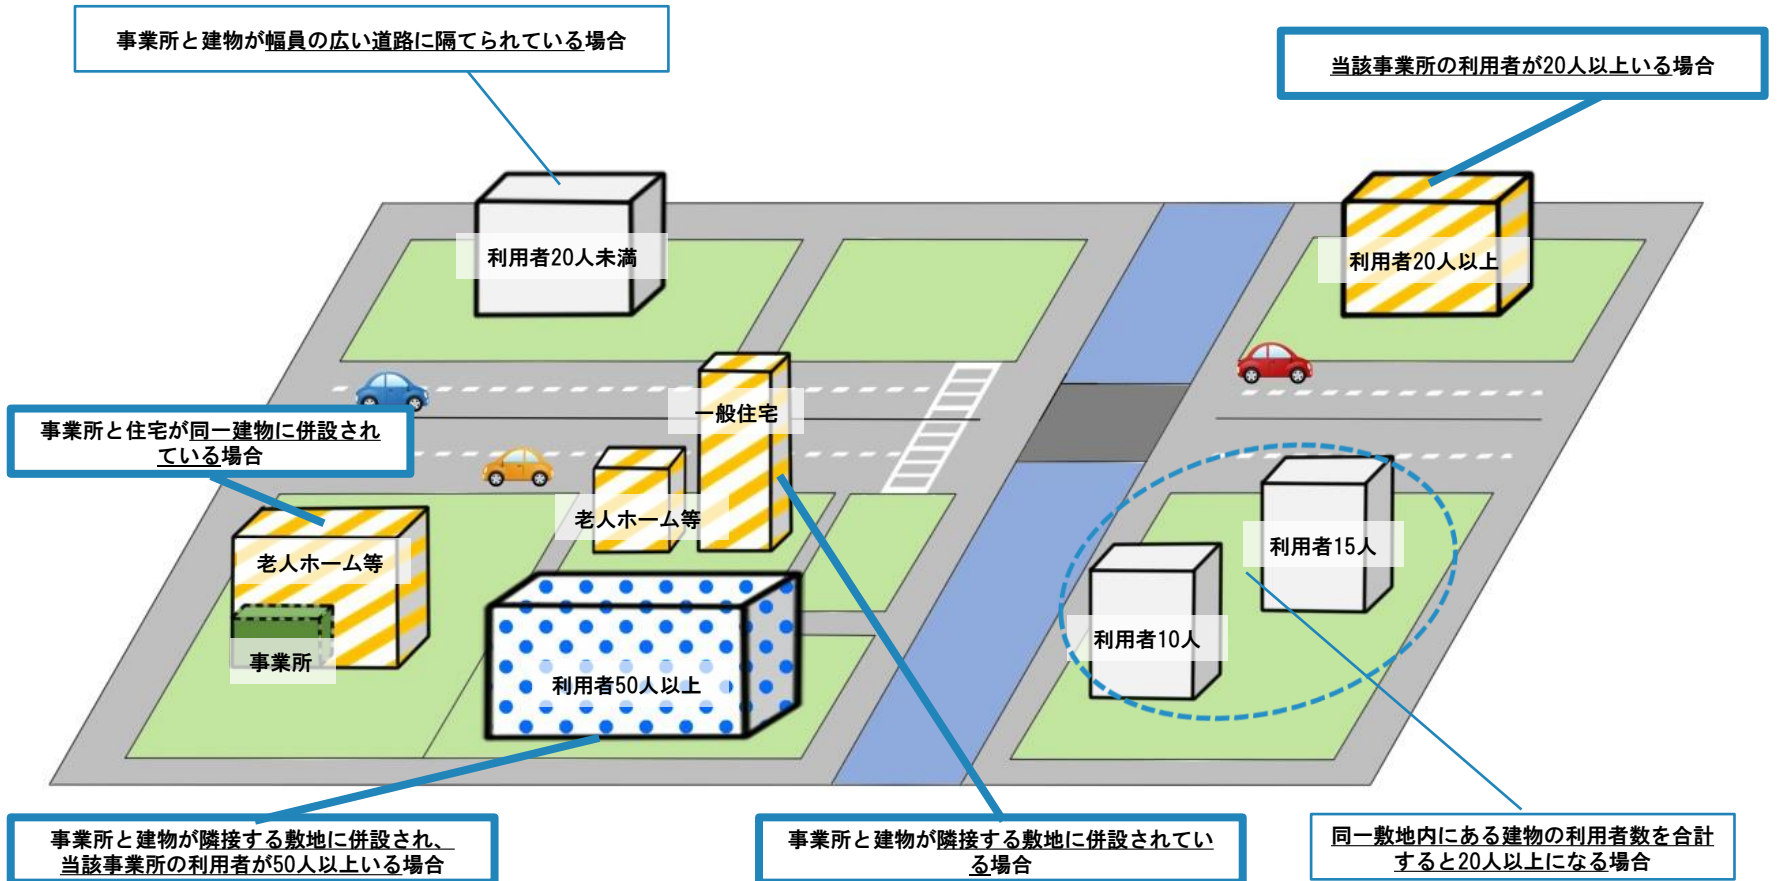 事業所と建物が幅員の広い道路に隔てられている場合
当該事業所の利用者が20人以上いる場合
利用者20人未満
利用者20人以上
一般住宅
事業所と住宅が同一建物に併設され
ている場合
老人ホーム等
利用者15人
老人ホーム等
利用者10人
事業所
利用者50人以上
事業所と建物が隣接する敷地に併設され、
当該事業所の利用者が50人以上いる場合
事業所と建物が隣接する敷地に併設されてい
る場合
同一敷地内にある建物の利用者数を合計
すると20人以上になる場合